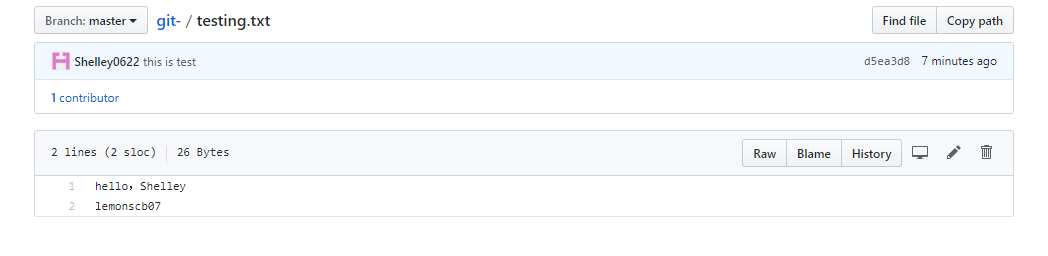 Branch: master git- / testing.txt Find file Copy path
Shelley0622 this is test d5ea3d8 7 minutes ago
1 contributor
2 lines (2 sloc) 26 Bytes Raw Blame History
1 hello，Shelley
2 lemonscb07